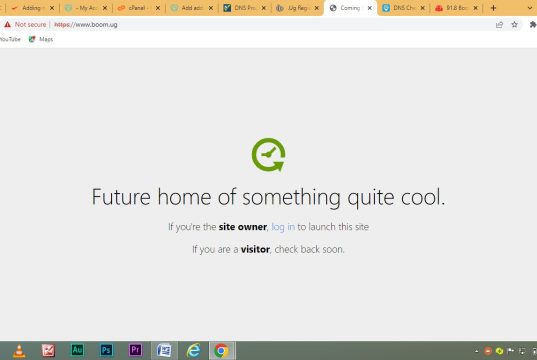 Adding
- My Acc
cPanel -
Add add
DNS Pro
.Ug Reg
Coming
DNS Che
91.8 Boo
Not secure
https://www.boom.ug
YouTube
Maps
Future home of something quite cool.
If you're the site owner, log in to launch this site
If you are a visitor, check back soon.
Au
Ps
Pr